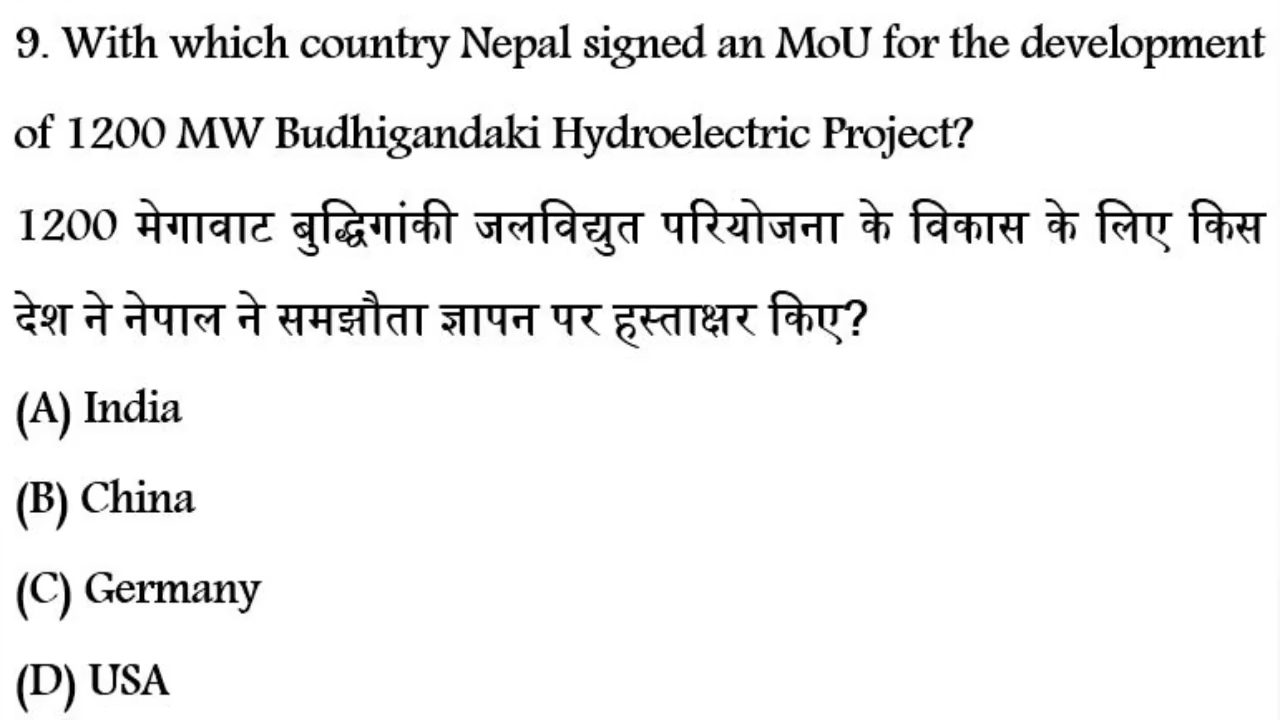 9. With which country Nepal signed an MoU for the development
of 1200 MW Budhigandaki Hydroelectric Project?
1200 मेगावाट बुद्धिगांकी जलविद्युत परियोजना के विकास के लिए किस
देश ने नेपाल ने समझौता ज्ञापन पर हस्ताक्षर किए?
(A) India
(B) China
(C) Germany
(D) USA